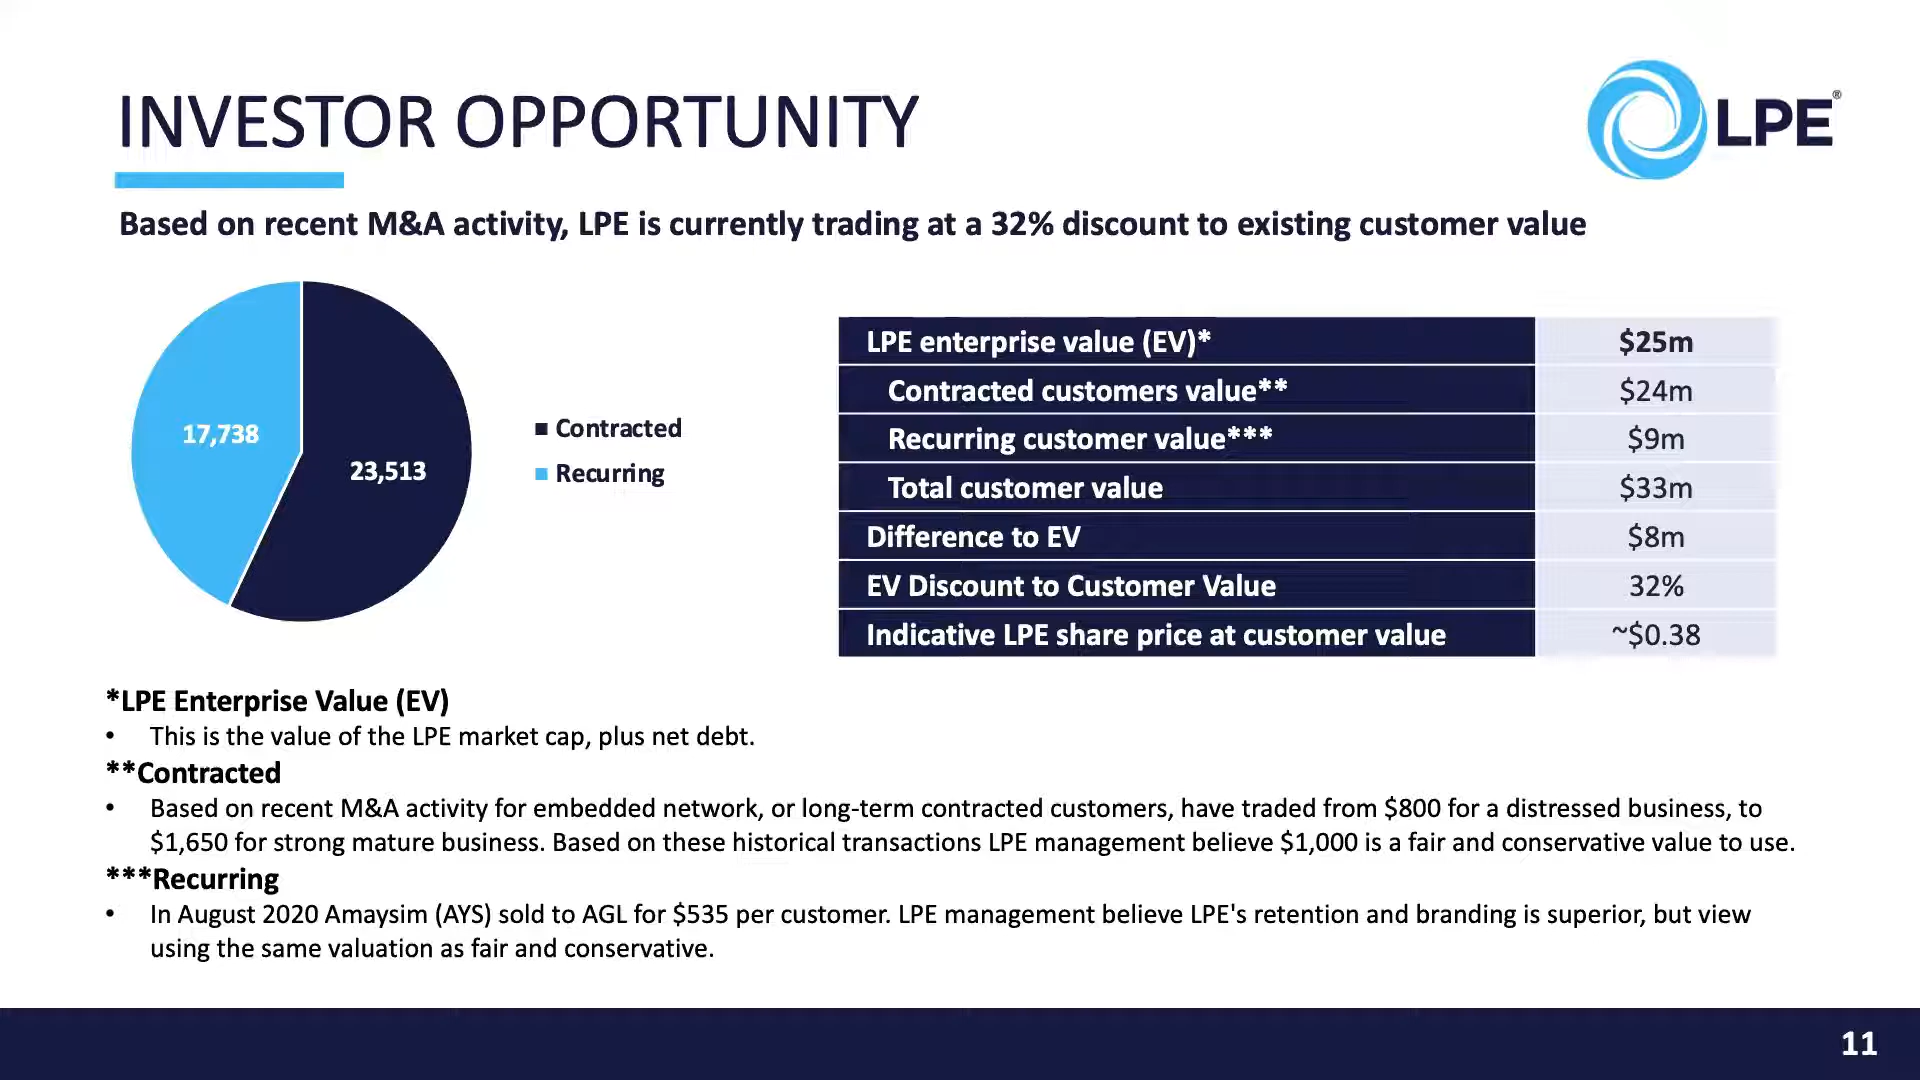 INVESTOR OPPORTUNITY
LPE®
Based on recent M&A activity, LPE is currently trading at a 32% discount to existing customer value
17,738
23,513
Contracted
Recurring
LPE enterprise value (EV)* $25m
Contracted customers value** $24m
Recurring customer value*** $9m
Total customer value $33m
Difference to EV $8m
EV Discount to Customer Value 32%
Indicative LPE share price at customer value ~$0.38
*LPE Enterprise Value (EV)
• This is the value of the LPE market cap, plus net debt.
**Contracted
• Based on recent M&A activity for embedded network, or long-term contracted customers, have traded from $800 for a distressed business, to
$1,650 for strong mature business. Based on these historical transactions LPE management believe $1,000 is a fair and conservative value to use.
***Recurring
• In August 2020 Amaysim (AYS) sold to AGL for $535 per customer. LPE management believe LPE's retention and branding is superior, but view
using the same valuation as fair and conservative.
11